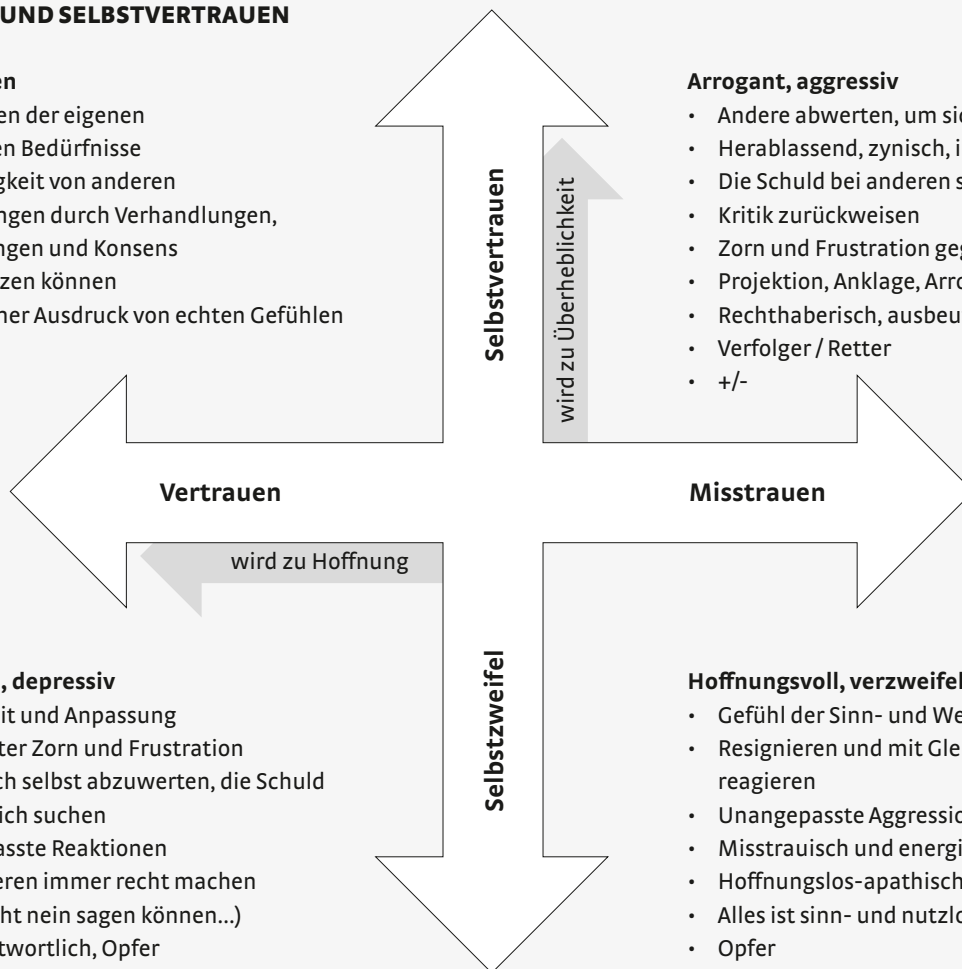 UND SELBSTVERTRAUEN
en
en der eigenen
en Bedürfnisse
gkeit von anderen
ngen durch Verhandlungen,
ngen und Konsens
zen können
ner Ausdruck von echten Gefühlen
Arrogant, aggressiv
• Andere abwerten, um sic
• Herablassend, zynisch, i
• Die Schuld bei anderen s
• Kritik zurückweisen
• Zorn und Frustration geg
• Projektion, Anklage, Arro
• Rechthaberisch, ausbeu
• Verfolger / Retter
• +/-
Selbstvertrauen
wird zu Überheblichkeit
Vertrauen
Misstrauen
wird zu Hoffnung
Selbstzweifel
, depressiv
it und Anpassung
ter Zorn und Frustration
ch selbst abzuwerten, die Schuld
ich suchen
asste Reaktionen
eren immer recht machen
ht nein sagen können...)
twortlich, Opfer
Hoffnungsvoll, verzweifel
• Gefühl der Sinn- und We
• Resignieren und mit Gle
reagieren
• Unangepasste Aggressio
• Misstrauisch und energi
• Hoffnungslos-apathisch
• Alles ist sinn- und nutzlo
• Opfer